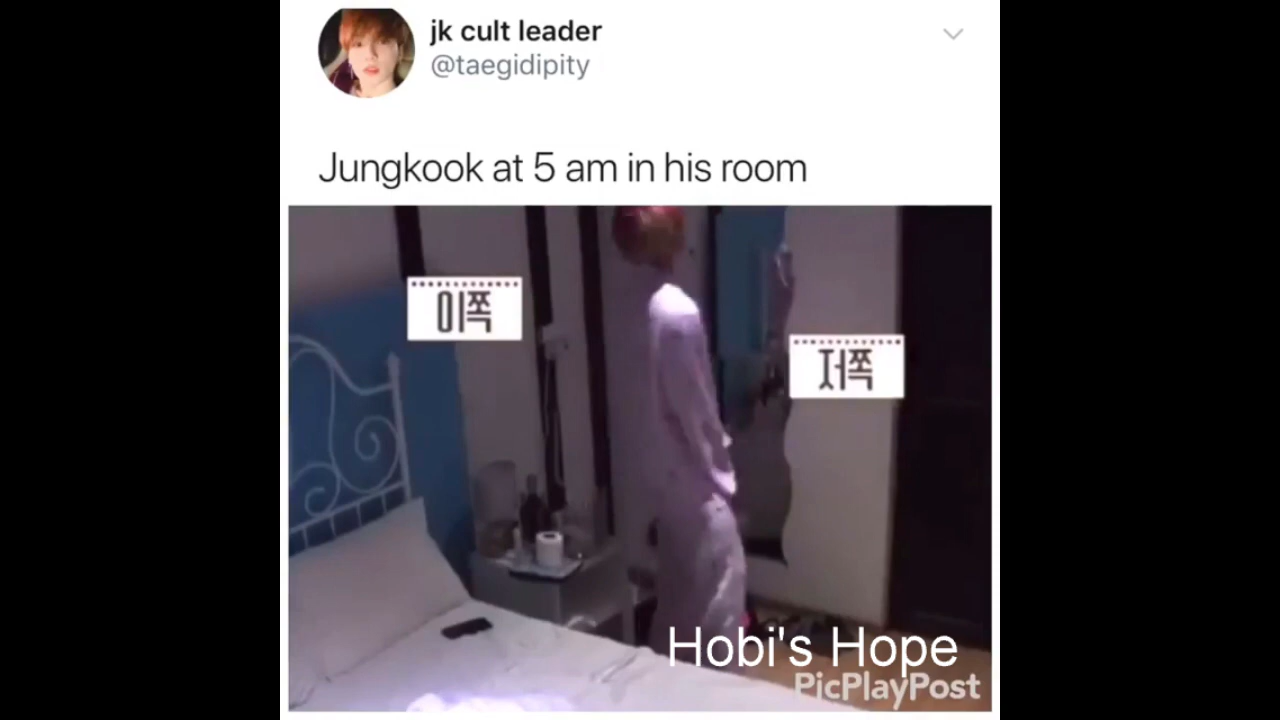 jk cult leader
@taegidipity
Jungkook at 5 am in his room
이쪽
저쪽
Hobi's Hope
PicPlayPost